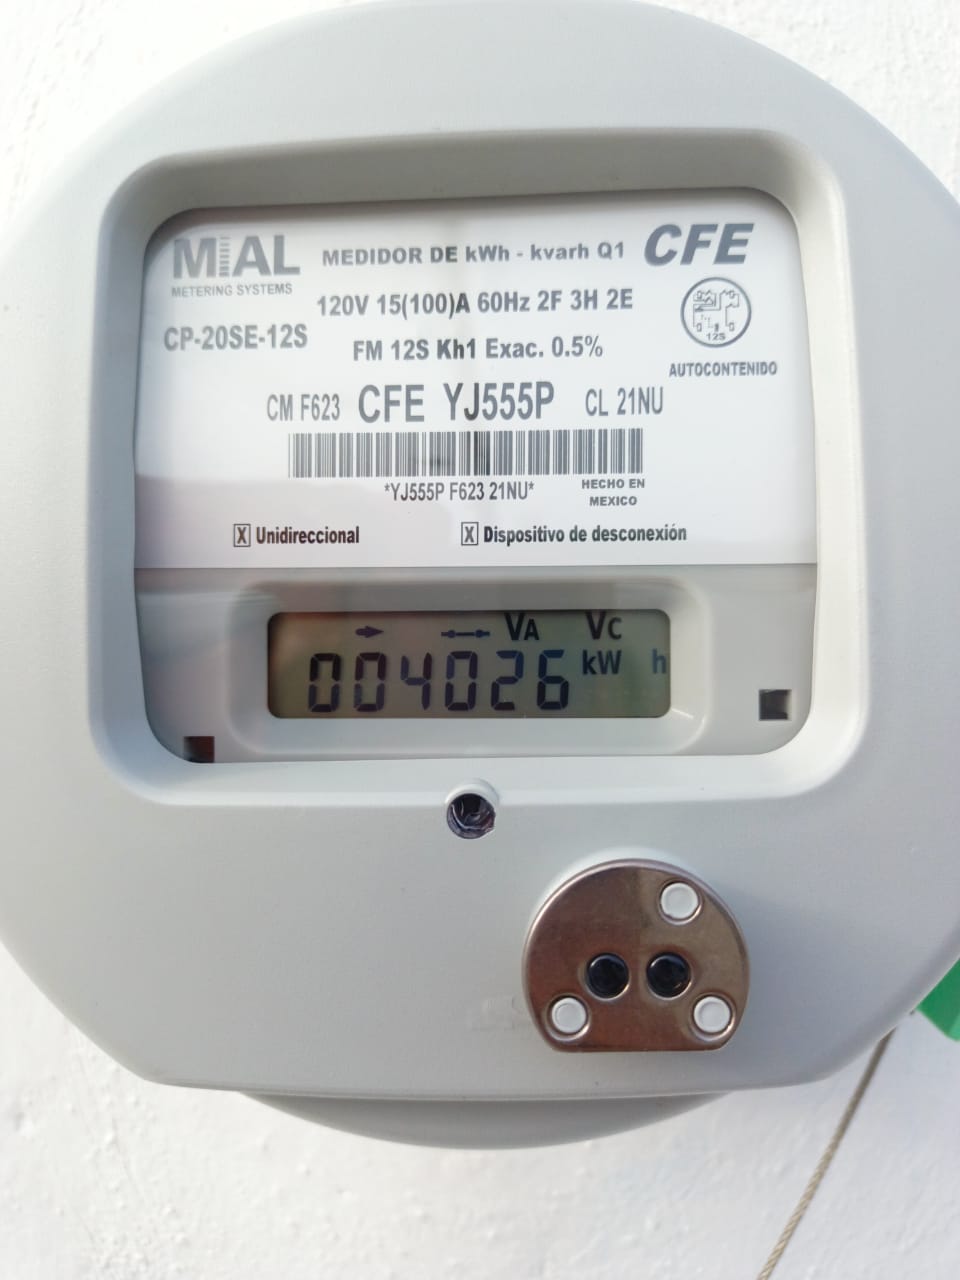 MIAL
METERING SYSTEMS
MEDIDOR DE kWh - kvarh Q1
CFE
120V 15(100)A 60Hz 2F 3H 2E
CP-20SE-12S
FM 12S Kh1 Exac. 0.5%
12S
AUTOCONTENIDO
CM F623 CFE YJ555P CL 21NU
*YJ555P F623 21NU*
HECHO EN
MEXICO
X Unidireccional
X Dispositivo de desconexión
VA VC
004026 kW h